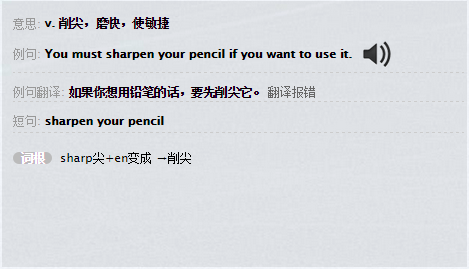 意思: v. 削尖，磨快，使敏捷
例句: You must sharpen your pencil if you want to use it.
例句翻译: 如果你想用铅笔的话，要先削尖它。 翻译报错
短句: sharpen your pencil
词根 sharp尖+en变成 →削尖